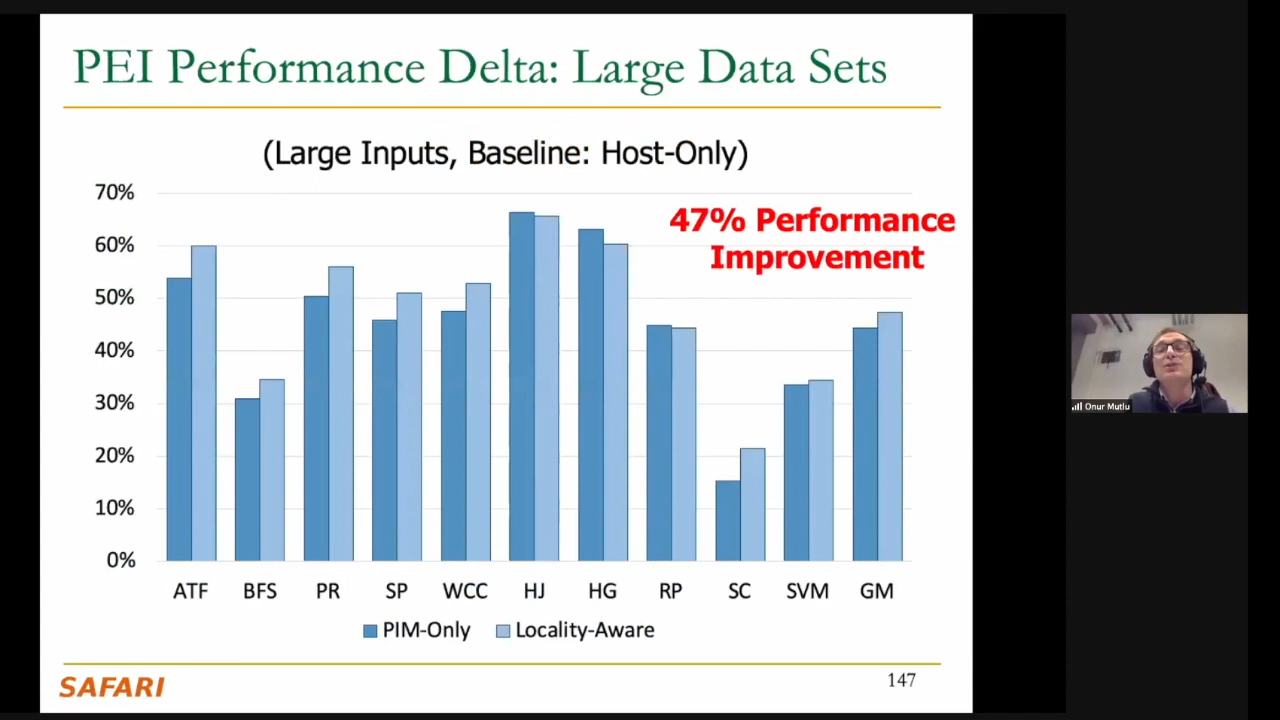 PEI Performance Delta: Large Data Sets
(Large Inputs, Baseline: Host-Only)
47% Performance
Improvement
70%
60%
50%
40%
30%
20%
10%
0%
ATF BFS PR SP WCC HJ HG RP SC SVM GM
PIM-Only Locality-Aware
SAFARI
147
Onur Mutlu